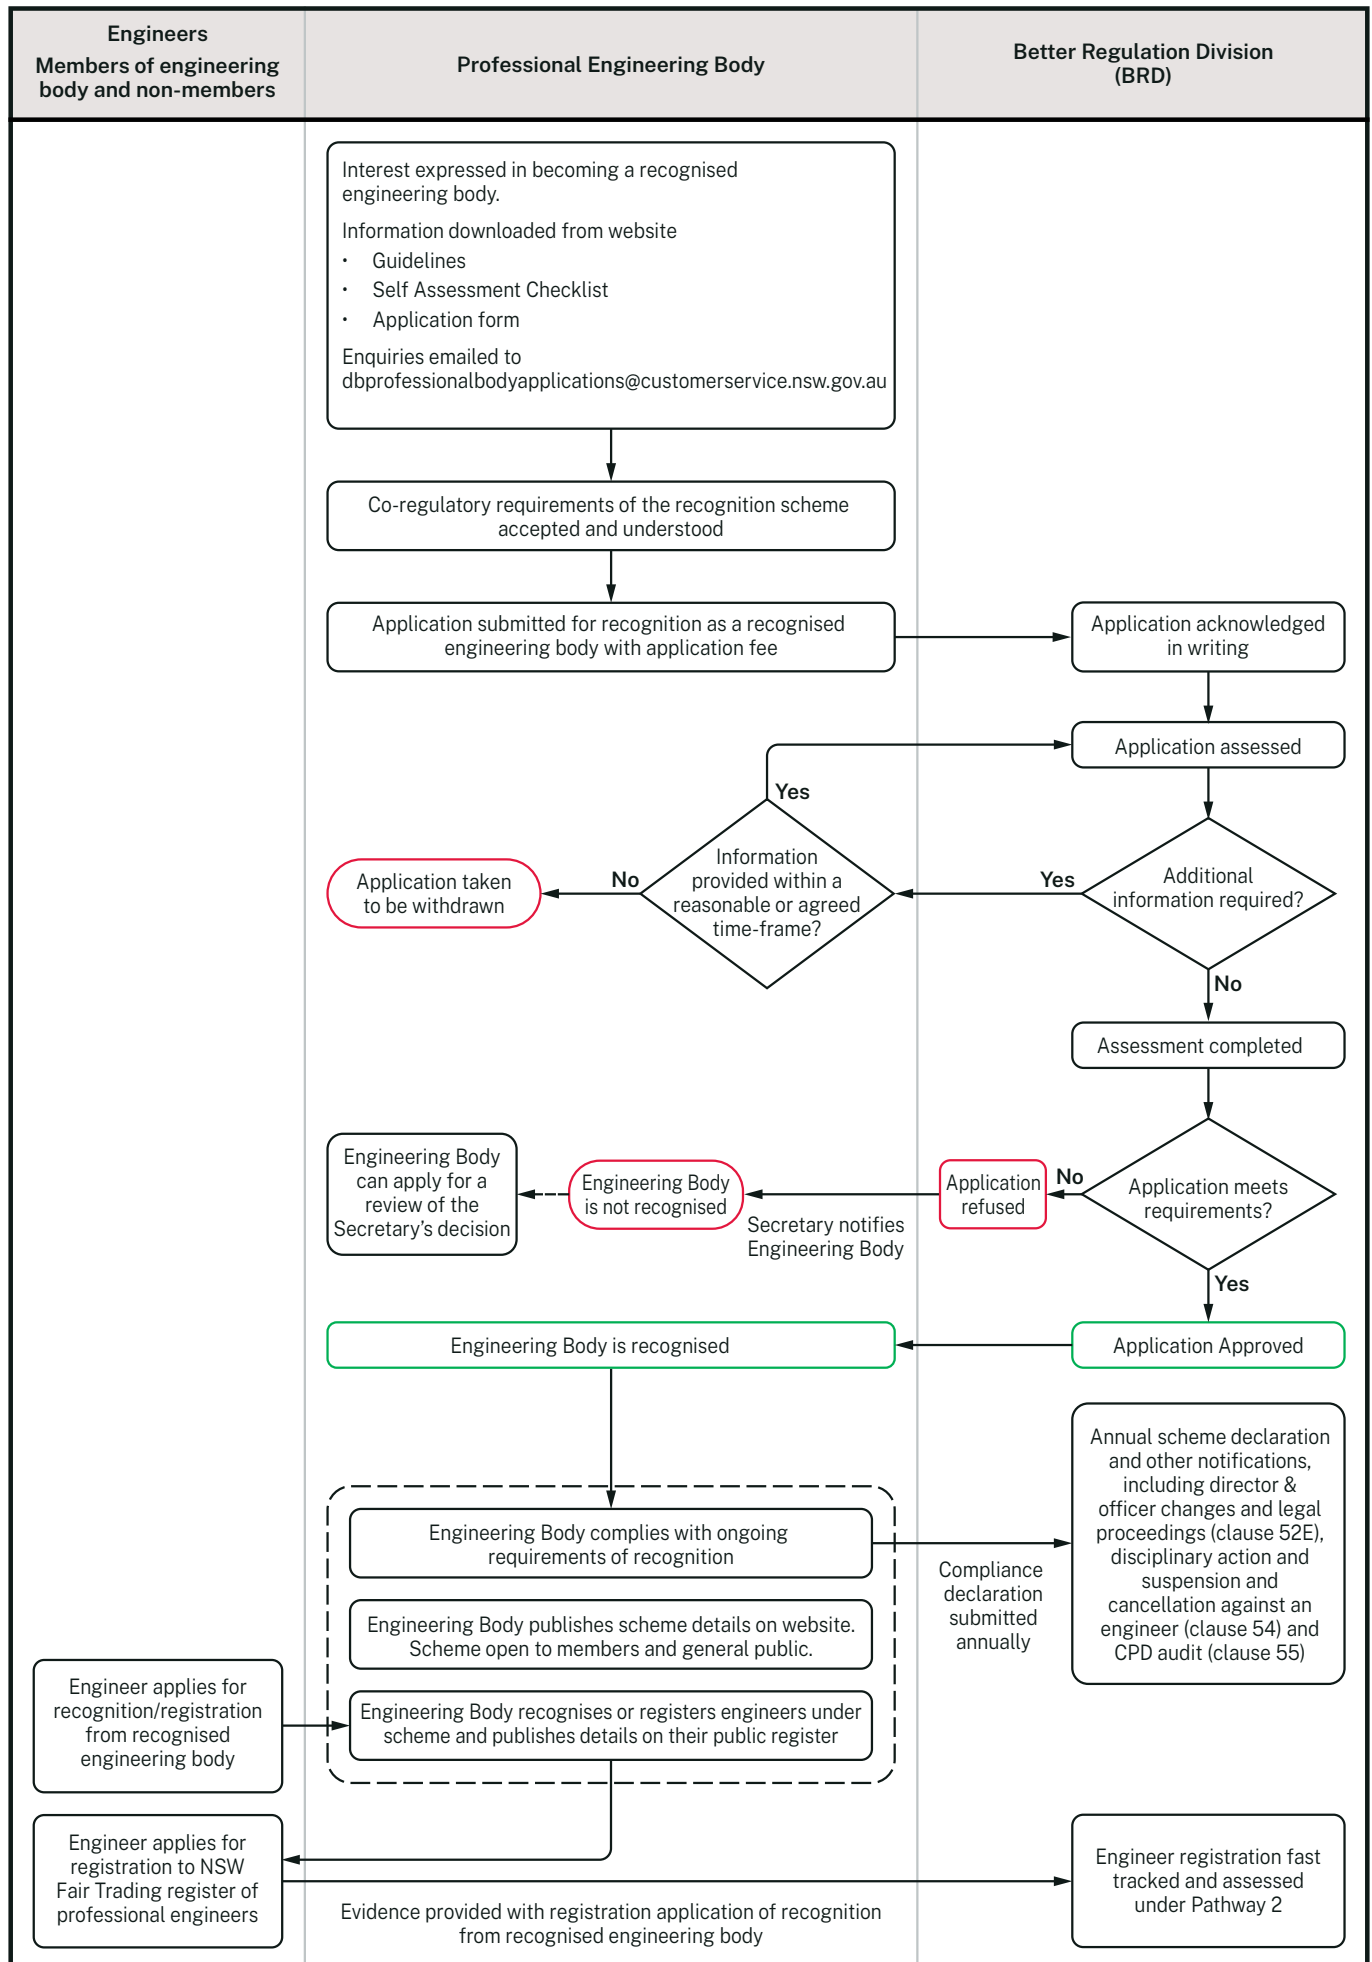 Engineers
Members of engineering
body and non-members
Professional Engineering Body
Better Regulation Division
(BRD)
Interest expressed in becoming a recognised
engineering body.
Information downloaded from website
• Guidelines
• Self Assessment Checklist
• Application form
Enquiries emailed to
dbprofessionalbodyapplications@customerservice.nsw.gov.au
Co-regulatory requirements of the recognition scheme
accepted and understood
Application submitted for recognition as a recognised
engineering body with application fee
Application acknowledged
in writing
Application assessed
Yes
Information
provided within a
reasonable or agreed
time-frame?
No
Application taken
to be withdrawn
Yes
Additional
information required?
No
Assessment completed
Engineering Body
can apply for a
review of the
Secretary’s decision
Engineering Body
is not recognised
Secretary notifies
Engineering Body
Application
refused
No
Application meets
requirements?
Yes
Engineering Body is recognised
Application Approved
Engineering Body complies with ongoing
requirements of recognition
Compliance
declaration
submitted
annually
Annual scheme declaration
and other notifications,
including director &
officer changes and legal
proceedings (clause 52E),
disciplinary action and
suspension and
cancellation against an
engineer (clause 54) and
CPD audit (clause 55)
Engineering Body publishes scheme details on website.
Scheme open to members and general public.
Engineer applies for
recognition/registration
from recognised
engineering body
Engineering Body recognises or registers engineers under
scheme and publishes details on their public register
Engineer applies for
registration to NSW
Fair Trading register of
professional engineers
Evidence provided with registration application of recognition
from recognised engineering body
Engineer registration fast
tracked and assessed
under Pathway 2